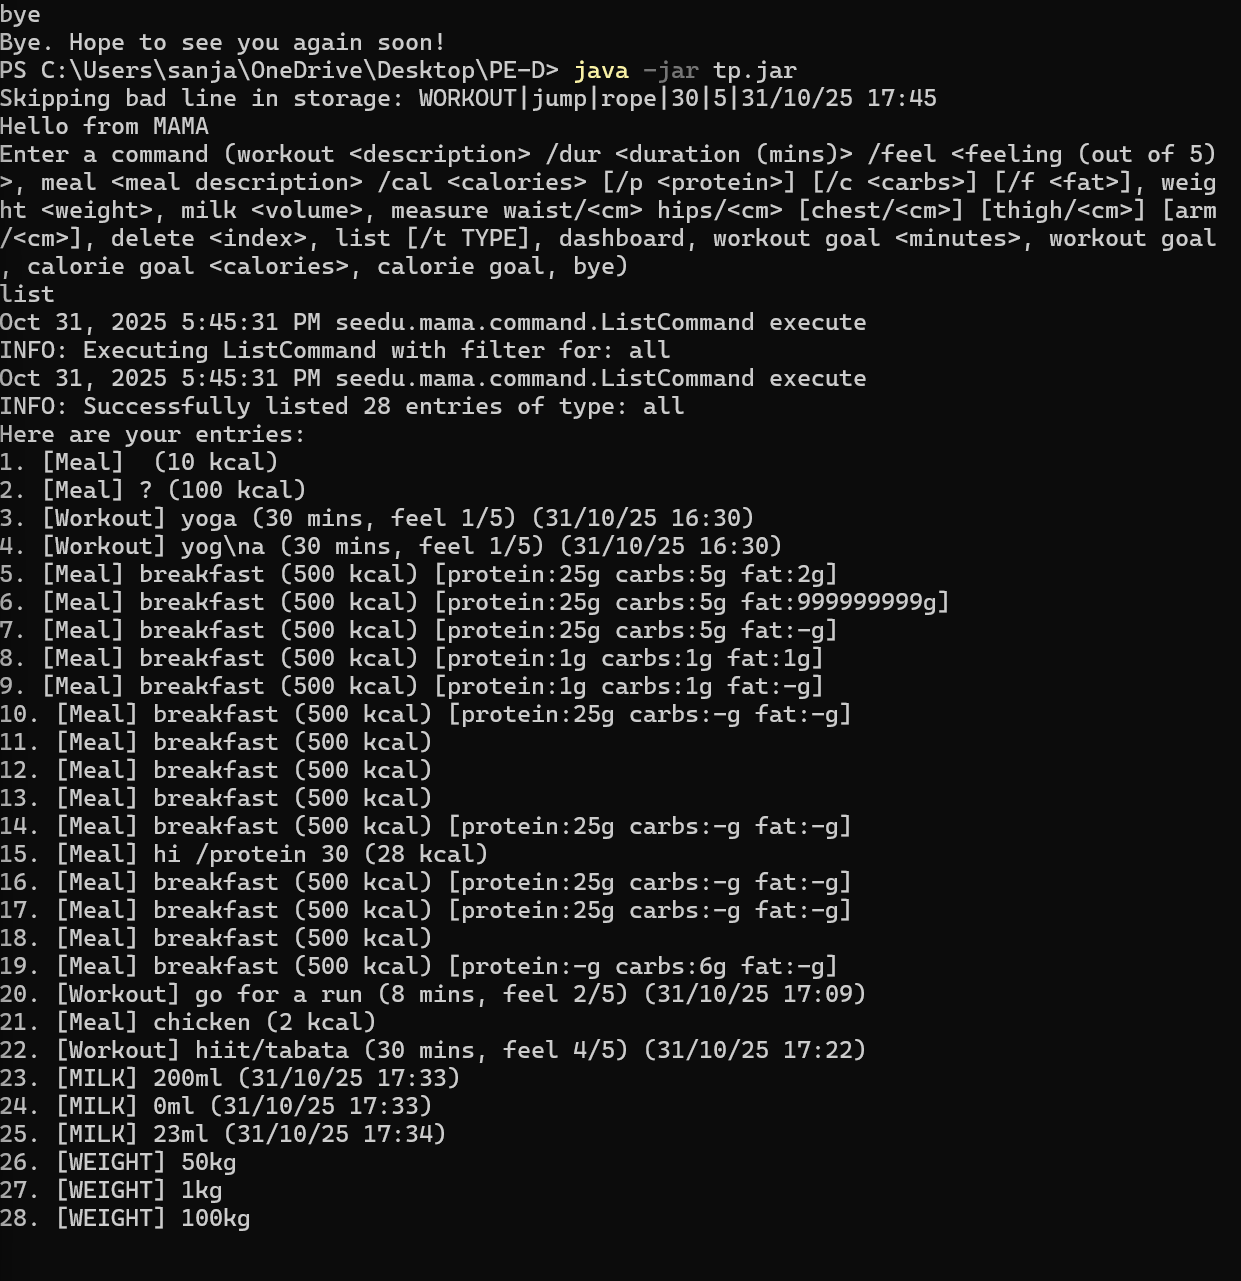 bye
Bye. Hope to see you again soon!
PS C:\Users\sanja\OneDrive\Desktop\PE-D> java -jar tp.jar
Skipping bad line in storage: WORKOUT|jump|rope|30|5|31/10/25 17:45
Hello from MAMA
Enter a command (workout <description> /dur <duration (mins)> /feel <feeling (out of 5)
>, meal <meal description> /cal <calories> [/p <protein>] [/c <carbs>] [/f <fat>], weig
ht <weight>, milk <volume>, measure waist/<cm> hips/<cm> [chest/<cm>] [thigh/<cm>] [arm
/<cm>], delete <index>, list [/t TYPE], dashboard, workout goal <minutes>, workout goal
, calorie goal <calories>, calorie goal, bye)
list
Oct 31, 2025 5:45:31 PM seedu.mama.command.ListCommand execute
INFO: Executing ListCommand with filter for: all
Oct 31, 2025 5:45:31 PM seedu.mama.command.ListCommand execute
INFO: Successfully listed 28 entries of type: all
Here are your entries:
1. [Meal]  (10 kcal)
2. [Meal] ? (100 kcal)
3. [Workout] yoga (30 mins, feel 1/5) (31/10/25 16:30)
4. [Workout] yog\na (30 mins, feel 1/5) (31/10/25 16:30)
5. [Meal] breakfast (500 kcal) [protein:25g carbs:5g fat:2g]
6. [Meal] breakfast (500 kcal) [protein:25g carbs:5g fat:999999999g]
7. [Meal] breakfast (500 kcal) [protein:25g carbs:5g fat:-g]
8. [Meal] breakfast (500 kcal) [protein:1g carbs:1g fat:1g]
9. [Meal] breakfast (500 kcal) [protein:1g carbs:1g fat:-g]
10. [Meal] breakfast (500 kcal) [protein:25g carbs:-g fat:-g]
11. [Meal] breakfast (500 kcal)
12. [Meal] breakfast (500 kcal)
13. [Meal] breakfast (500 kcal)
14. [Meal] breakfast (500 kcal) [protein:25g carbs:-g fat:-g]
15. [Meal] hi /protein 30 (28 kcal)
16. [Meal] breakfast (500 kcal) [protein:25g carbs:-g fat:-g]
17. [Meal] breakfast (500 kcal) [protein:25g carbs:-g fat:-g]
18. [Meal] breakfast (500 kcal)
19. [Meal] breakfast (500 kcal) [protein:-g carbs:6g fat:-g]
20. [Workout] go for a run (8 mins, feel 2/5) (31/10/25 17:09)
21. [Meal] chicken (2 kcal)
22. [Workout] hiit/tabata (30 mins, feel 4/5) (31/10/25 17:22)
23. [MILK] 200ml (31/10/25 17:33)
24. [MILK] 0ml (31/10/25 17:33)
25. [MILK] 23ml (31/10/25 17:34)
26. [WEIGHT] 50kg
27. [WEIGHT] 1kg
28. [WEIGHT] 100kg